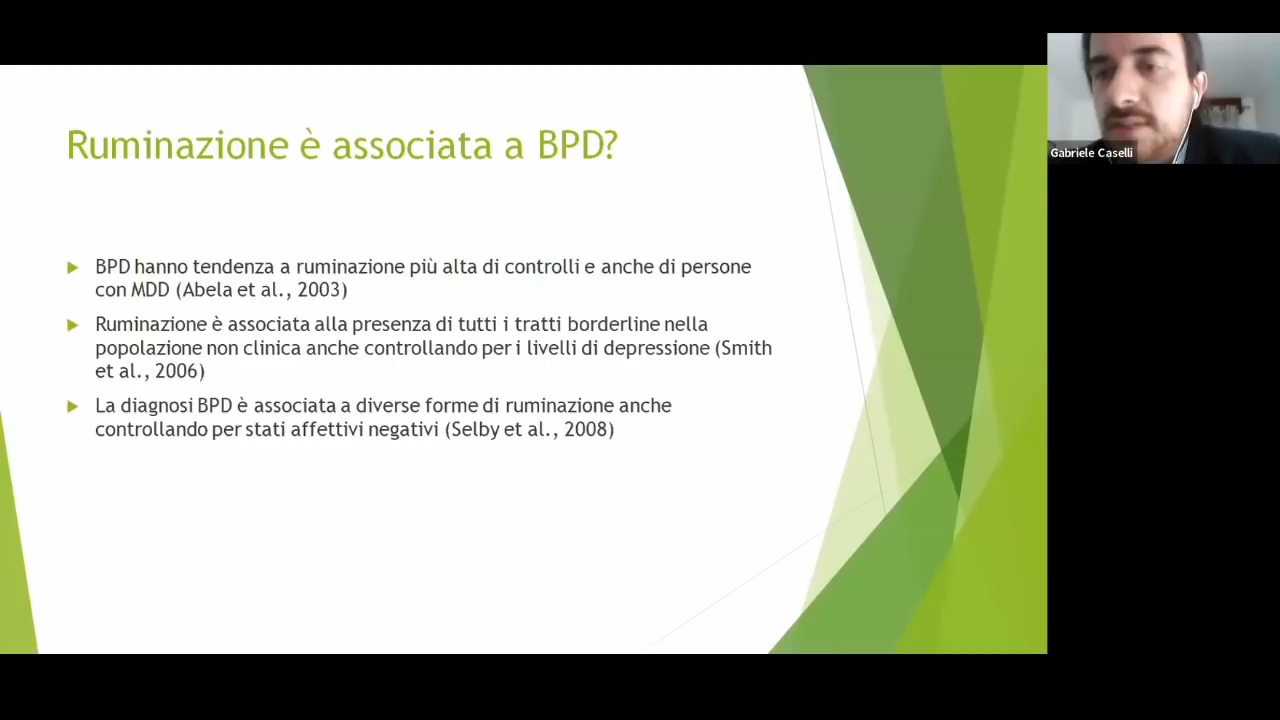 Ruminazione è associata a BPD?
BPD hanno tendenza a ruminazione più alta di controlli e anche di persone
con MDD (Abela et al., 2003)
Ruminazione è associata alla presenza di tutti i tratti borderline nella
popolazione non clinica anche controllando per i livelli di depressione (Smith
et al., 2006)
La diagnosi BPD è associata a diverse forme di ruminazione anche
controllando per stati affettivi negativi (Selby et al., 2008)
Gabriele Caselli